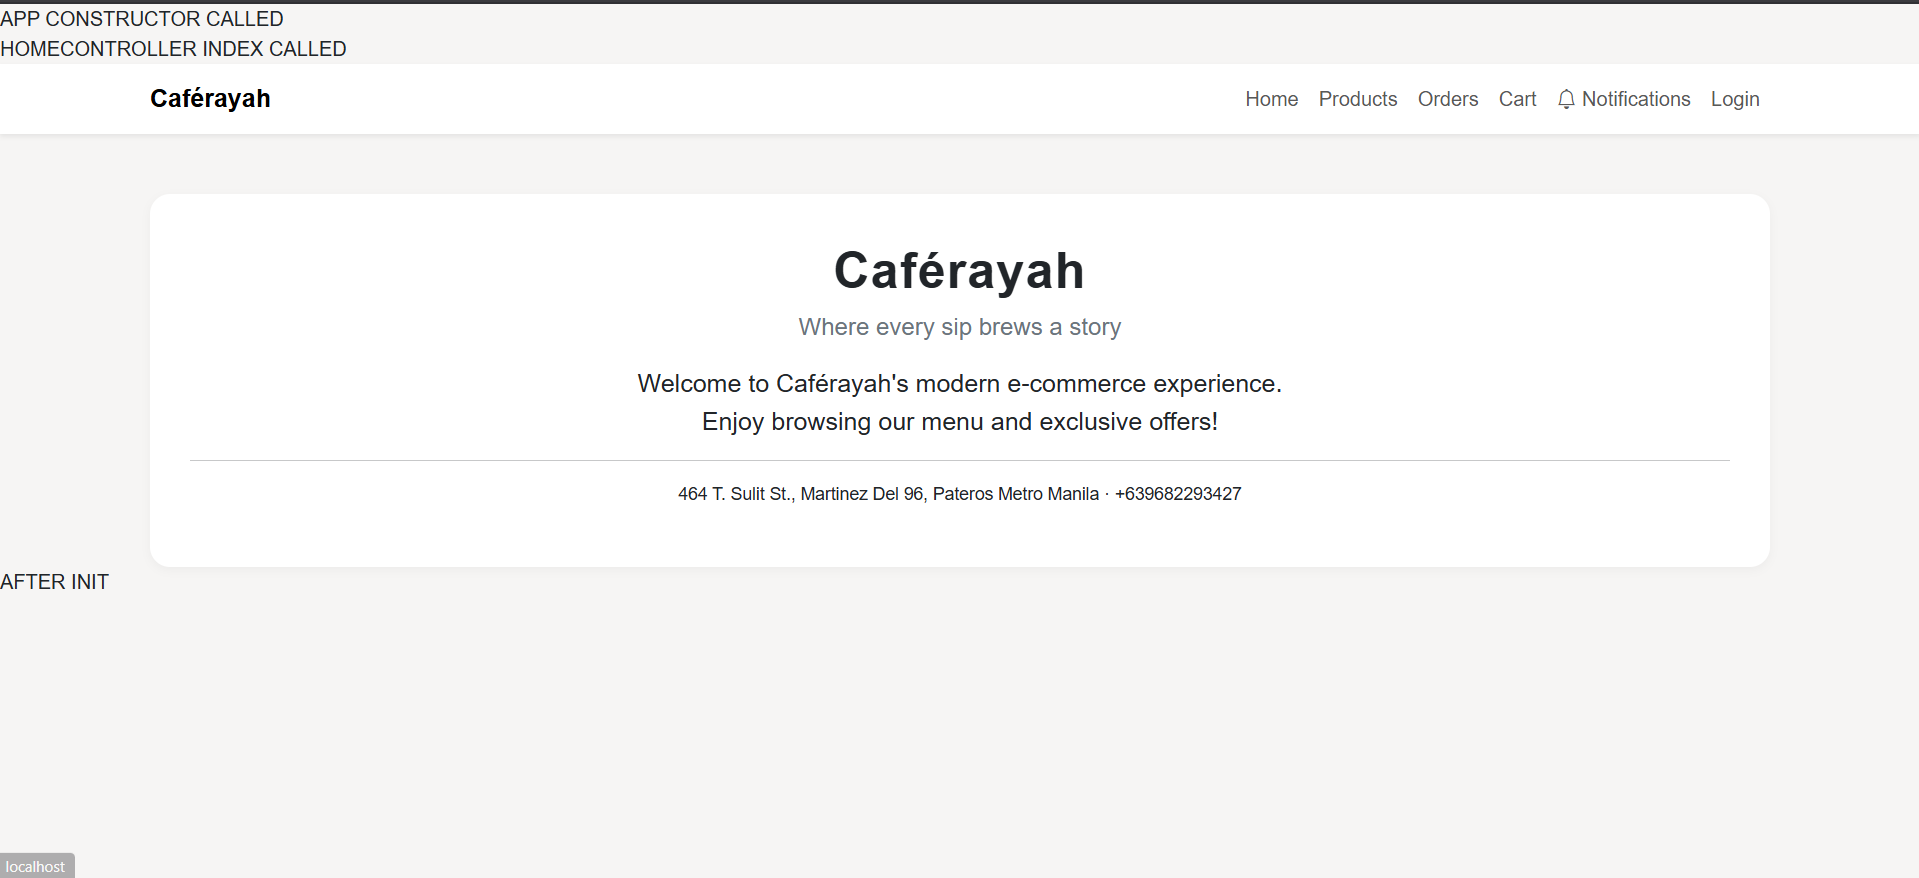 APP CONSTRUCTOR CALLED
HOMECONTROLLER INDEX CALLED
Caférayah
Home Products Orders Cart Notifications Login
Caférayah
Where every sip brews a story
Welcome to Caférayah's modern e-commerce experience.
Enjoy browsing our menu and exclusive offers!
464 T. Sulit St., Martinez Del 96, Pateros Metro Manila · +639682293427
AFTER INIT
localhost